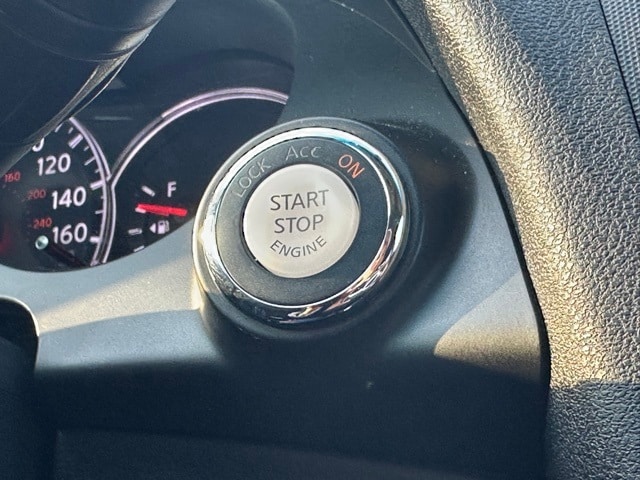 LOCK Acc ON
START
STOP
ENGINE
120
140
160
160
200
240
F